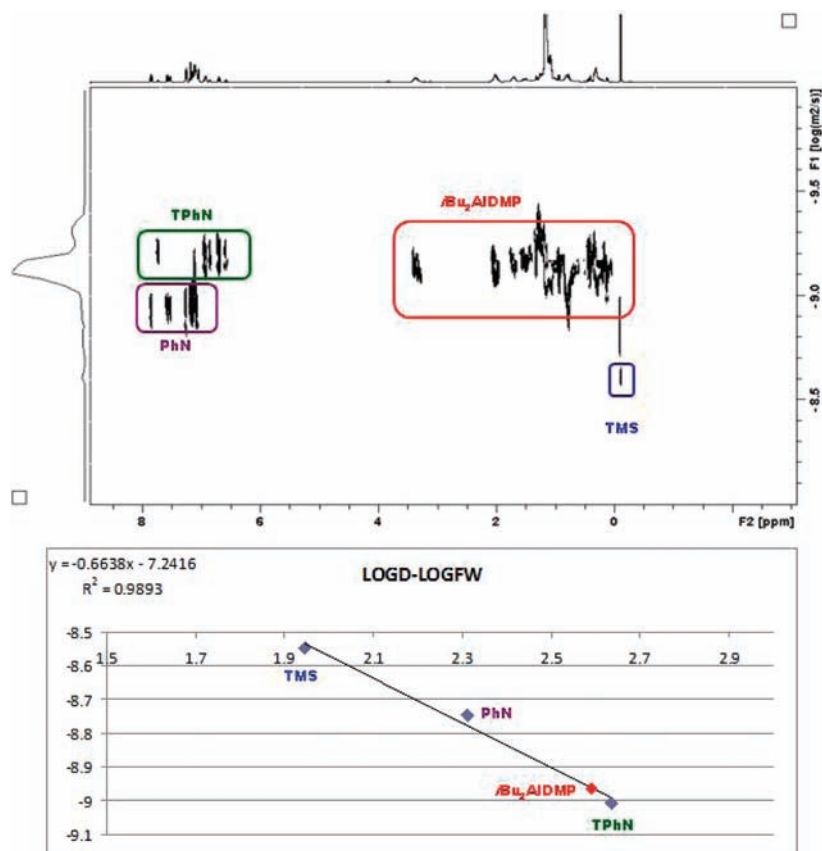 -9.5
F1 [log(m2/s)]
TPhN
iBu2AlDMP
-9.0
PhN
-8.5
TMS
8
6
4
2
0
F2 [ppm]
y = -0.6638x - 7.2416
R² = 0.9893
LOGD-LOGFW
-8.5
1.5 1.7 1.9 2.1 2.3 2.5 2.7 2.9
-8.6
TMS
-8.7
PhN
-8.8
-8.9
iBu2AlDMP
-9
TPhN
-9.1